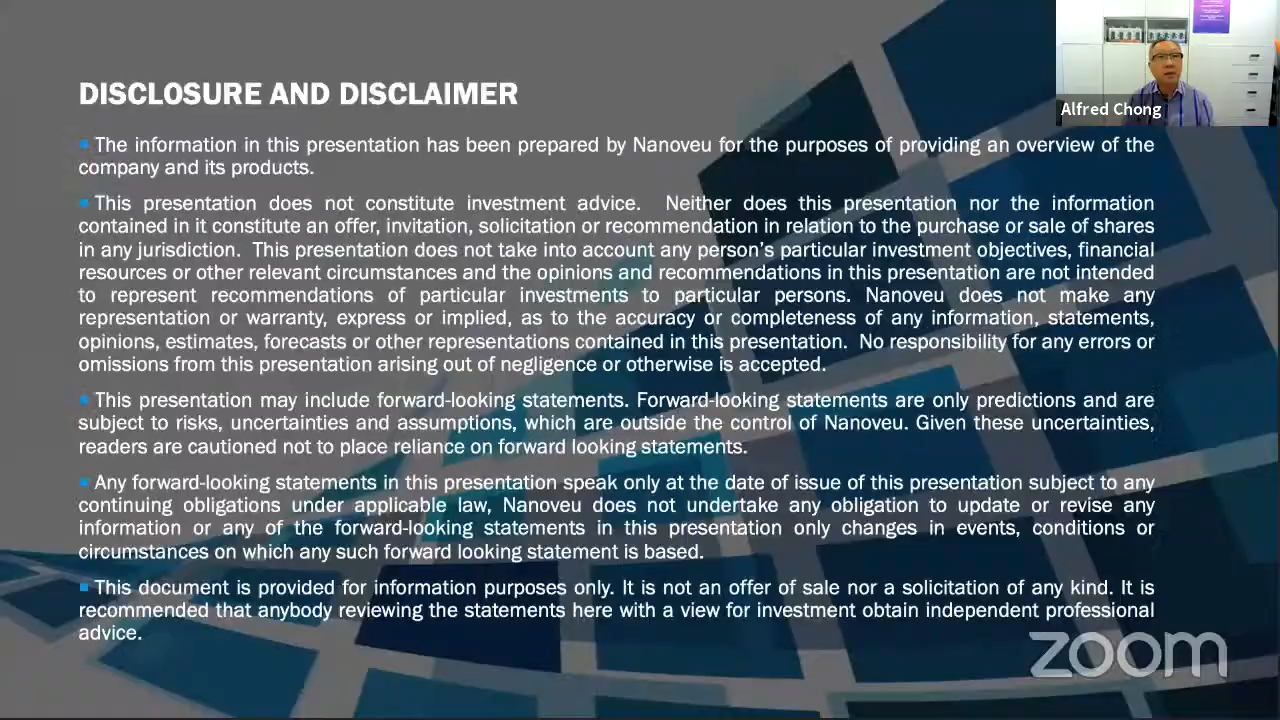 DISCLOSURE AND DISCLAIMER
Alfred Chong
▪ The information in this presentation has been prepared by Nanoveu for the purposes of providing an overview of the
company and its products.
▪ This presentation does not constitute investment advice.  Neither does this presentation nor the information
contained in it constitute an offer, invitation, solicitation or recommendation in relation to the purchase or sale of shares
in any jurisdiction.  This presentation does not take into account any person’s particular investment objectives, financial
resources or other relevant circumstances and the opinions and recommendations in this presentation are not intended
to represent recommendations of particular investments to particular persons. Nanoveu does not make any
representation or warranty, express or implied, as to the accuracy or completeness of any information, statements,
opinions, estimates, forecasts or other representations contained in this presentation.  No responsibility for any errors or
omissions from this presentation arising out of negligence or otherwise is accepted.
▪ This presentation may include forward-looking statements. Forward-looking statements are only predictions and are
subject to risks, uncertainties and assumptions, which are outside the control of Nanoveu. Given these uncertainties,
readers are cautioned not to place reliance on forward looking statements.
▪ Any forward-looking statements in this presentation speak only at the date of issue of this presentation subject to any
continuing obligations under applicable law, Nanoveu does not undertake any obligation to update or revise any
information or any of the forward-looking statements in this presentation only changes in events, conditions or
circumstances on which any such forward looking statement is based.
▪ This document is provided for information purposes only. It is not an offer of sale nor a solicitation of any kind. It is
recommended that anybody reviewing the statements here with a view for investment obtain independent professional
advice.
zoom